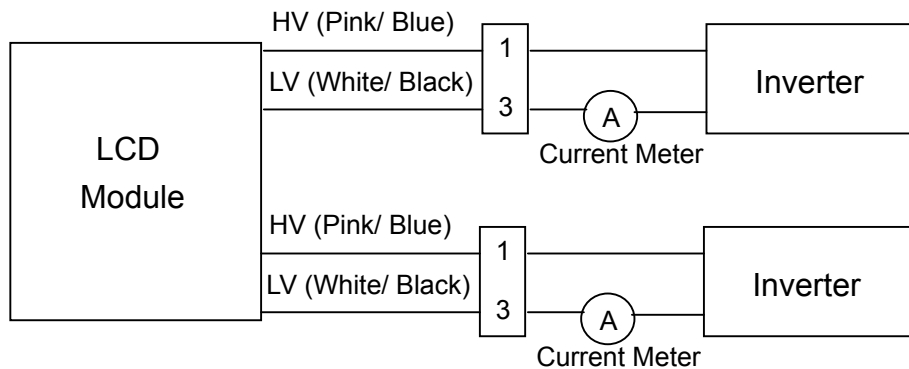 HV (Pink/ Blue)
1
LV (White/ Black)
3
A
Current Meter
Inverter
LCD
Module
HV (Pink/ Blue)
1
LV (White/ Black)
3
A
Current Meter
Inverter